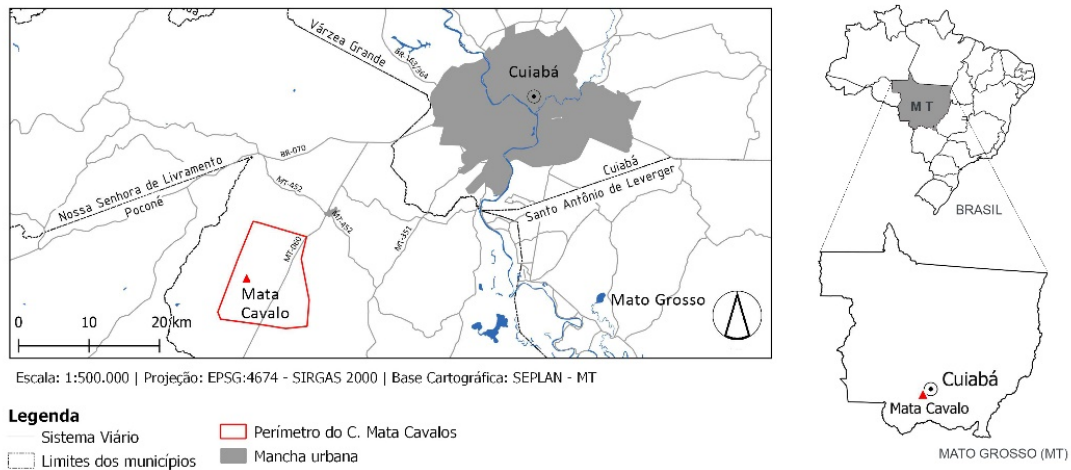 Várzea Grande
BR-163/364
Cuiabá
BR-070
Nossa Senhora de Livramento
Poconé
MT-452
MT-452
MT-351
MT-060
Cuiabá
Santo Antônio de Leverger
Mata
Cavalo
Mato Grosso
0 10 20 km
Escala: 1:500.000 | Projeção: EPSG:4674 - SIRGAS 2000 | Base Cartográfica: SEPLAN - MT
Legenda
Sistema Viário
Limites dos municípios
Perímetro do C. Mata Cavalos
Mancha urbana
MT
BRASIL
Cuiabá
Mata Cavalo
MATO GROSSO (MT)